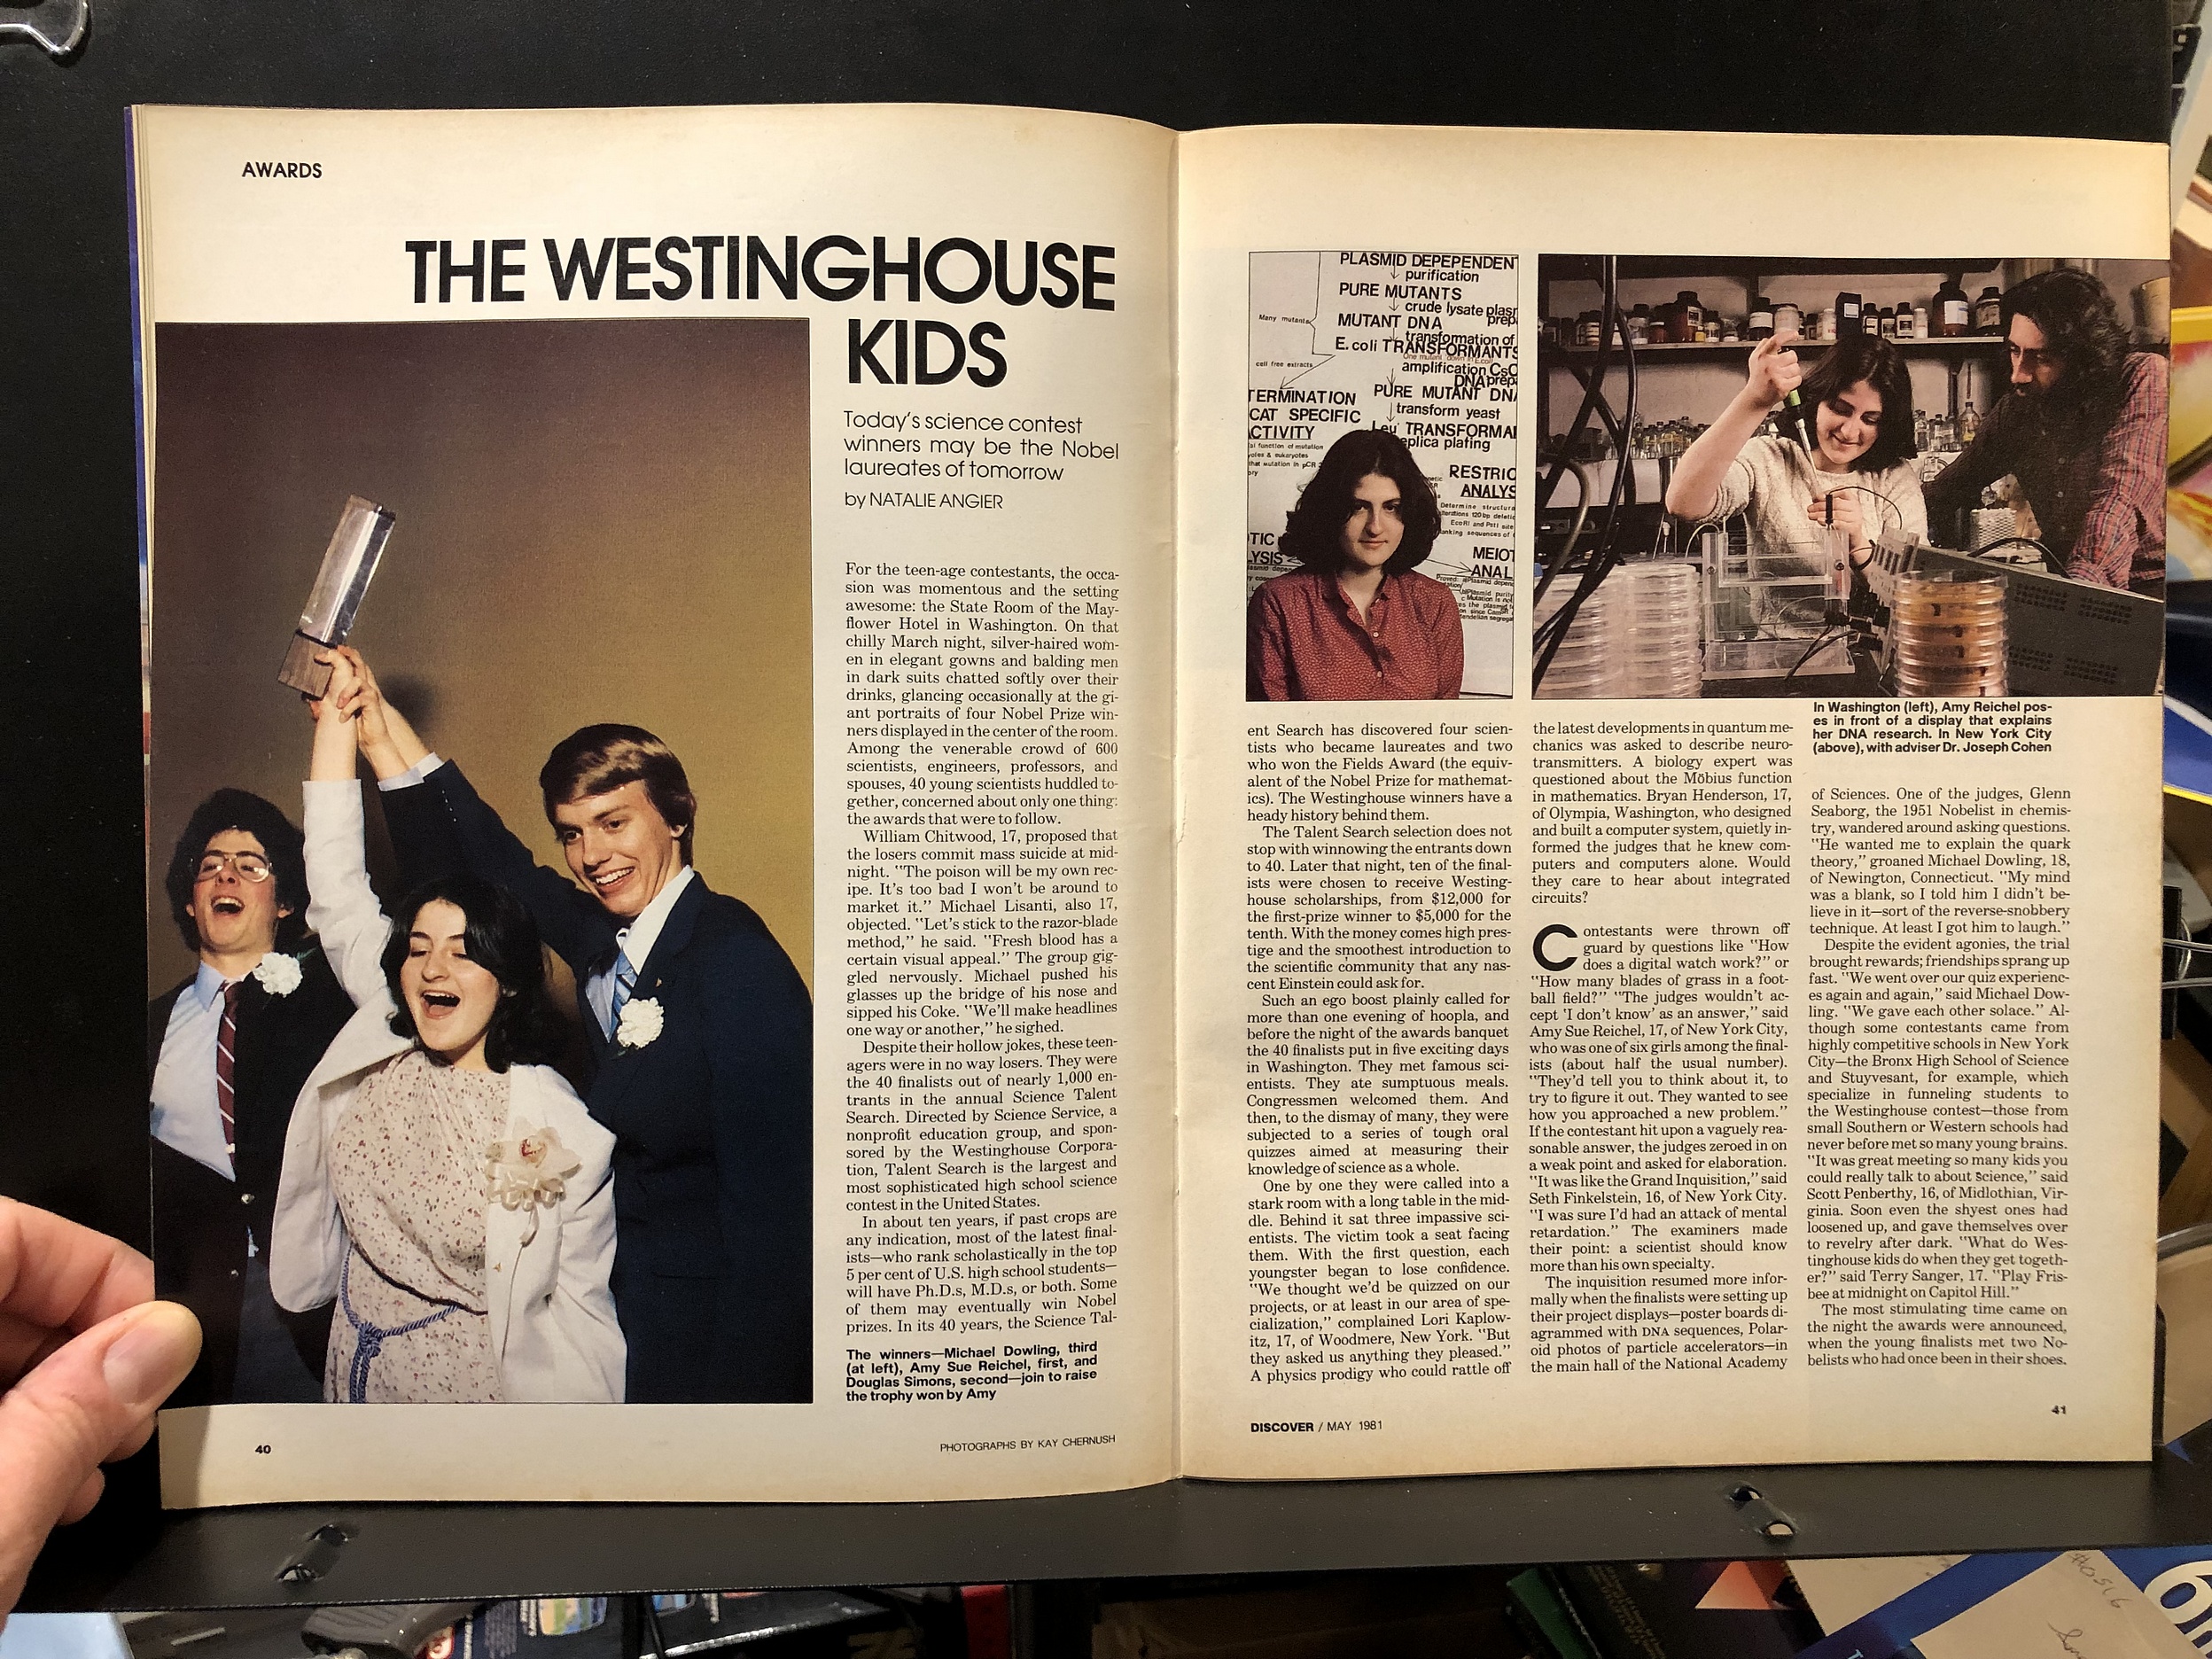 AWARDS
THE WESTINGHOUSE
KIDS
Today's science contest
winners may be the Nobel
laureates of tomorrow
by NATALIE ANGIER
For the teen-age contestants, the occa-
sion was momentous and the setting
awesome: the State Room of the May-
flower Hotel in Washington. On that
chilly March night, silver-haired wom-
en in elegant gowns and balding men
in dark suits chatted softly over their
drinks, glancing occasionally at the gi-
ant portraits of four Nobel Prize win-
ners displayed in the center of the room.
Among the venerable crowd of 600
scientists, engineers, professors, and
spouses, 40 young scientists huddled to-
gether, concerned about only one thing:
the awards that were to follow.
William Chitwood, 17, proposed that
the losers commit mass suicide at mid-
night. "The poison will be my own rec-
ipe. It's too bad I won't be around to
market it." Michael Lisanti, also 17,
objected. "Let's stick to the razor-blade
method," he said. "Fresh blood has a
certain visual appeal." The group gig-
gled nervously. Michael pushed his
glasses up the bridge of his nose and
sipped his Coke. "We'll make headlines
one way or another," he sighed.
Despite their hollow jokes, these teen-
agers were in no way losers. They were
the 40 finalists out of nearly 1,000 en-
trants in the annual Science Talent
Search. Directed by Science Service, a
nonprofit education group, and spon-
sored by the Westinghouse Corpora-
tion, Talent Search is the largest and
most sophisticated high school science
contest in the United States.
In about ten years, if past crops are
any indication, most of the latest final-
ists—who rank scholastically in the top
5 per cent of U.S. high school students—
will have Ph.D.s, M.D.s, or both. Some
of them may eventually win Nobel
prizes. In its 40 years, the Science Tal-
The winners—Michael Dowling, third
(at left), Amy Sue Reichel, first, and
Douglas Simons, second—join to raise
the trophy won by Amy
40
PHOTOGRAPHS BY KAY CHERNUSH
PLASMID DEPEPENDENT
purification
PURE MUTANTS
crude lysate plasm
prep
Many mutants
MUTANT DNA
transformation of
E. coli TRANSFORMANTS
cell free extracts
amplification CsC
DNA prep
PURE MUTANT DNA
TERMINATION
transform yeast
CAT SPECIFIC
Leu TRANSFORMA
ACTIVITY
eplica plating
RESTRIC
ANALYS
Determine structura
EcoRI and PstI site
anking sequences of
TIC
LYSIS
MEIOT
ANAL
ent Search has discovered four scien-
tists who became laureates and two
who won the Fields Award (the equiv-
alent of the Nobel Prize for mathemat-
ics). The Westinghouse winners have a
heady history behind them.
The Talent Search selection does not
stop with winnowing the entrants down
to 40. Later that night, ten of the final-
ists were chosen to receive Westing-
house scholarships, from $12,000 for
the first-prize winner to $5,000 for the
tenth. With the money comes high pres-
tige and the smoothest introduction to
the scientific community that any nas-
cent Einstein could ask for.
Such an ego boost plainly called for
more than one evening of hoopla, and
before the night of the awards banquet
the 40 finalists put in five exciting days
in Washington. They met famous sci-
entists. They ate sumptuous meals.
Congressmen welcomed them. And
then, to the dismay of many, they were
subjected to a series of tough oral
quizzes aimed at measuring their
knowledge of science as a whole.
One by one they were called into a
stark room with a long table in the mid-
dle. Behind it sat three impassive sci-
entists. The victim took a seat facing
them. With the first question, each
youngster began to lose confidence.
"We thought we'd be quizzed on our
projects, or at least in our area of spe-
cialization," complained Lori Kaplow-
itz, 17, of Woodmere, New York. "But
they asked us anything they pleased."
A physics prodigy who could rattle off
the latest developments in quantum me-
chanics was asked to describe neuro-
transmitters. A biology expert was
questioned about the Möbius function
in mathematics. Bryan Henderson, 17,
of Olympia, Washington, who designed
and built a computer system, quietly in-
formed the judges that he knew com-
puters and computers alone. Would
they care to hear about integrated
circuits?
Contestants were thrown off
guard by questions like "How
does a digital watch work?" or
"How many blades of grass in a foot-
ball field?" "The judges wouldn't ac-
cept 'I don't know' as an answer," said
Amy Sue Reichel, 17, of New York City,
who was one of six girls among the final-
ists (about half the usual number).
"They'd tell you to think about it, to
try to figure it out. They wanted to see
how you approached a new problem."
If the contestant hit upon a vaguely rea-
sonable answer, the judges zeroed in on
a weak point and asked for elaboration.
"It was like the Grand Inquisition," said
Seth Finkelstein, 16, of New York City.
"I was sure I'd had an attack of mental
retardation." The examiners made
their point: a scientist should know
more than his own specialty.
The inquisition resumed more infor-
mally when the finalists were setting up
their project displays—poster boards di-
agrammed with DNA sequences, Polar-
oid photos of particle accelerators—in
the main hall of the National Academy
In Washington (left), Amy Reichel pos-
es in front of a display that explains
her DNA research. In New York City
(above), with adviser Dr. Joseph Cohen
of Sciences. One of the judges, Glenn
Seaborg, the 1951 Nobelist in chemis-
try, wandered around asking questions.
"He wanted me to explain the quark
theory," groaned Michael Dowling, 18,
of Newington, Connecticut. "My mind
was a blank, so I told him I didn't be-
lieve in it—sort of the reverse-snobbery
technique. At least I got him to laugh."
Despite the evident agonies, the trial
brought rewards; friendships sprang up
fast. "We went over our quiz experienc-
es again and again," said Michael Dow-
ling. "We gave each other solace." Al-
though some contestants came from
highly competitive schools in New York
City—the Bronx High School of Science
and Stuyvesant, for example, which
specialize in funneling students to
the Westinghouse contest—those from
small Southern or Western schools had
never before met so many young brains.
"It was great meeting so many kids you
could really talk to about science," said
Scott Penberthy, 16, of Midlothian, Vir-
ginia. Soon even the shyest ones had
loosened up, and gave themselves over
to revelry after dark. "What do Wes-
tinghouse kids do when they get togeth-
er?" said Terry Sanger, 17. "Play Fris-
bee at midnight on Capitol Hill."
The most stimulating time came on
the night the awards were announced,
when the young finalists met two No-
belists who had once been in their shoes.
DISCOVER / MAY 1981
41